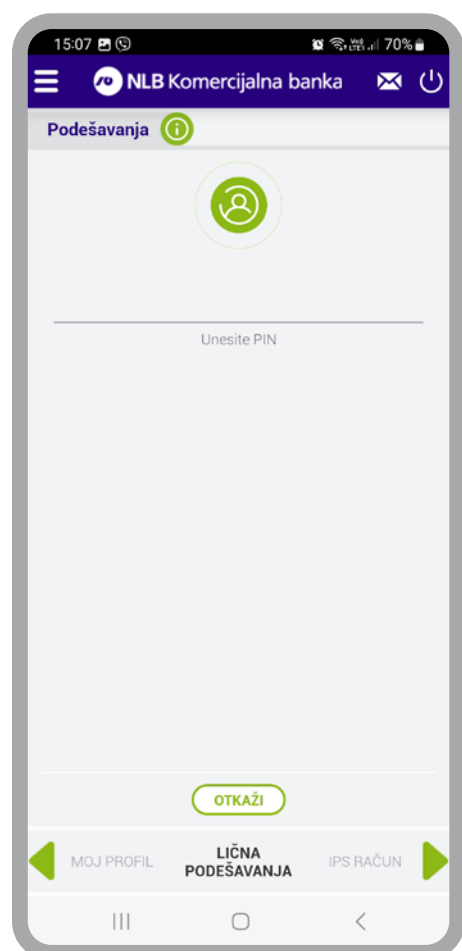 15:07 70%
NLB Komercijalna banka
Podešavanja
Unesite PIN
OTKAŽI
MOJ PROFIL
LIČNA
PODEŠAVANJA
IPS RAČUN